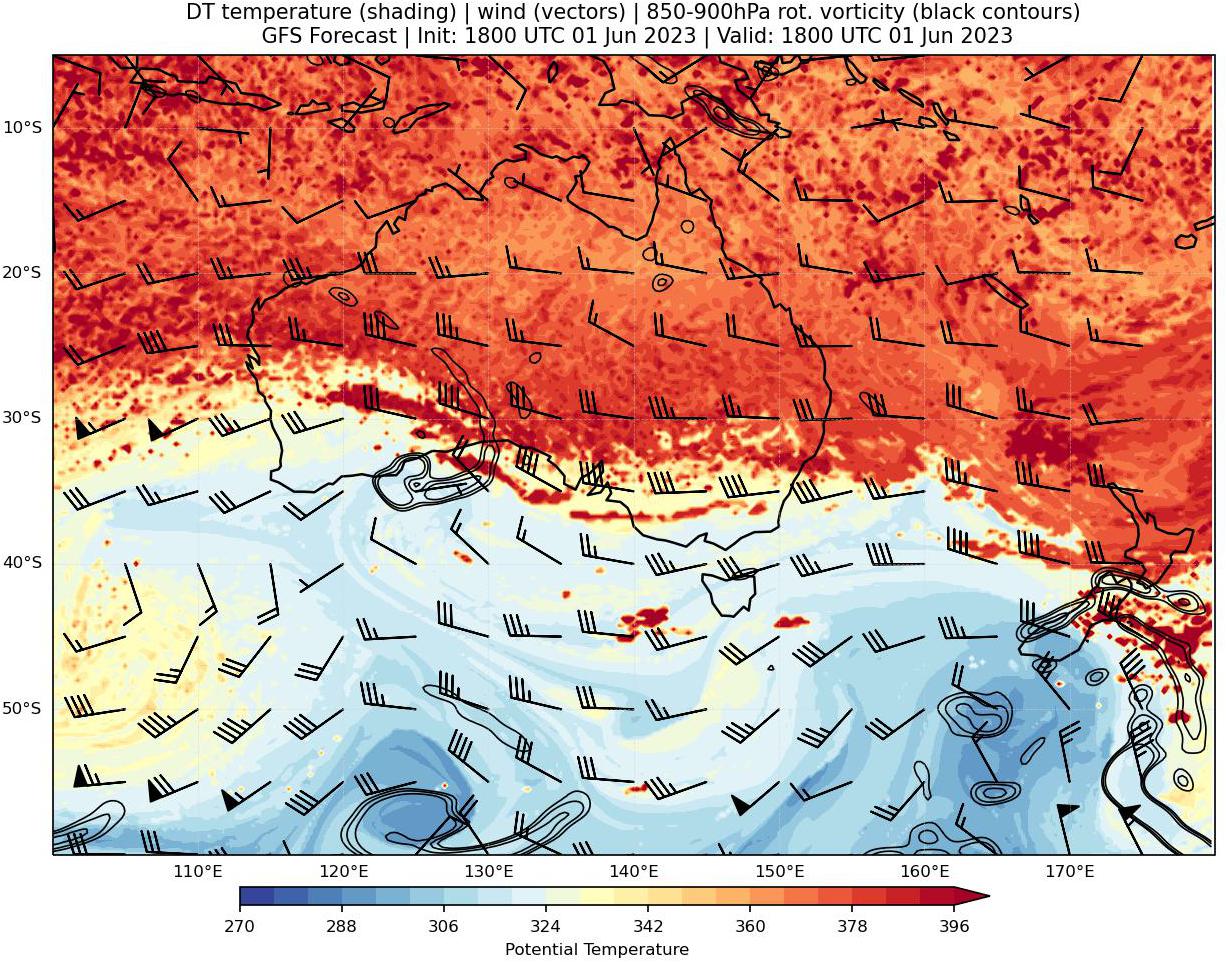 DT temperature (shading) | wind (vectors) | 850-900hPa rot. vorticity (black contours)
GFS Forecast | Init: 1800 UTC 01 Jun 2023 | Valid: 1800 UTC 01 Jun 2023
10°S
20°S
30°S
40°S
50°S
110°E 120°E 130°E 140°E 150°E 160°E 170°E
270 288 306 324 342 360 378 396
Potential Temperature